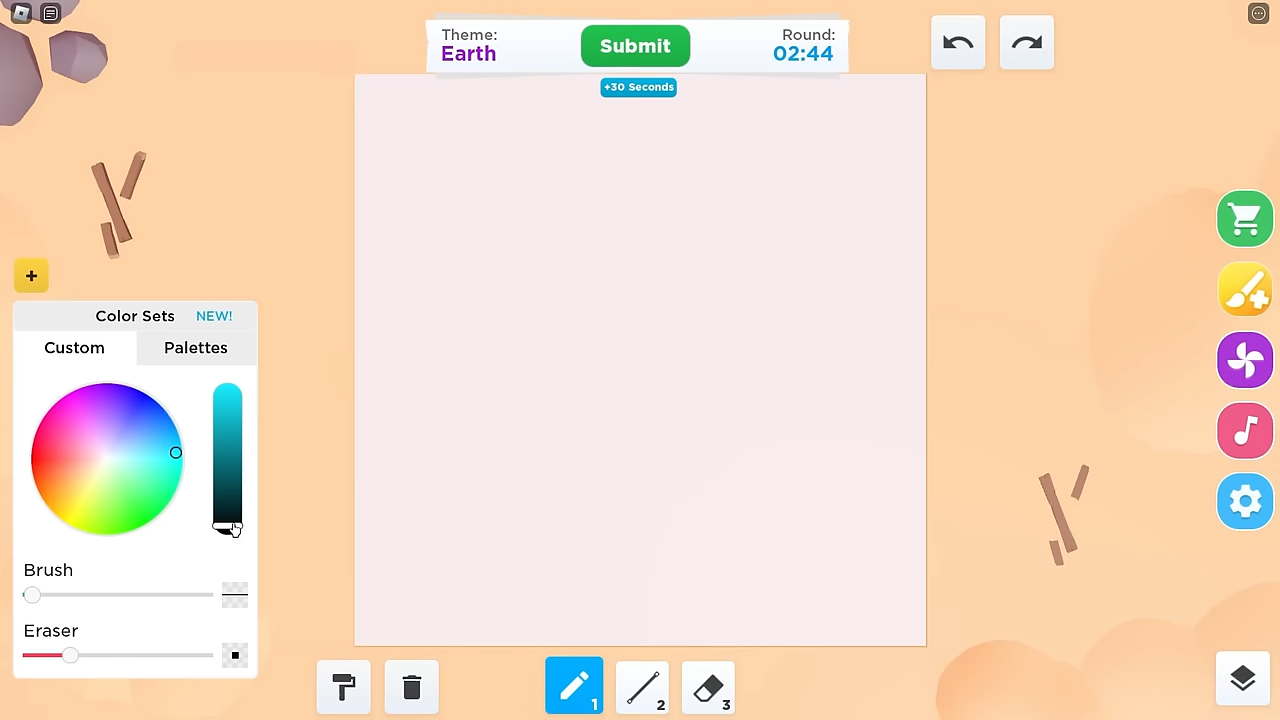 Theme:
Earth
Submit
Round:
02:44
+30 Seconds
+
Color Sets NEW!
Custom Palettes
Brush
Eraser
1
2
3